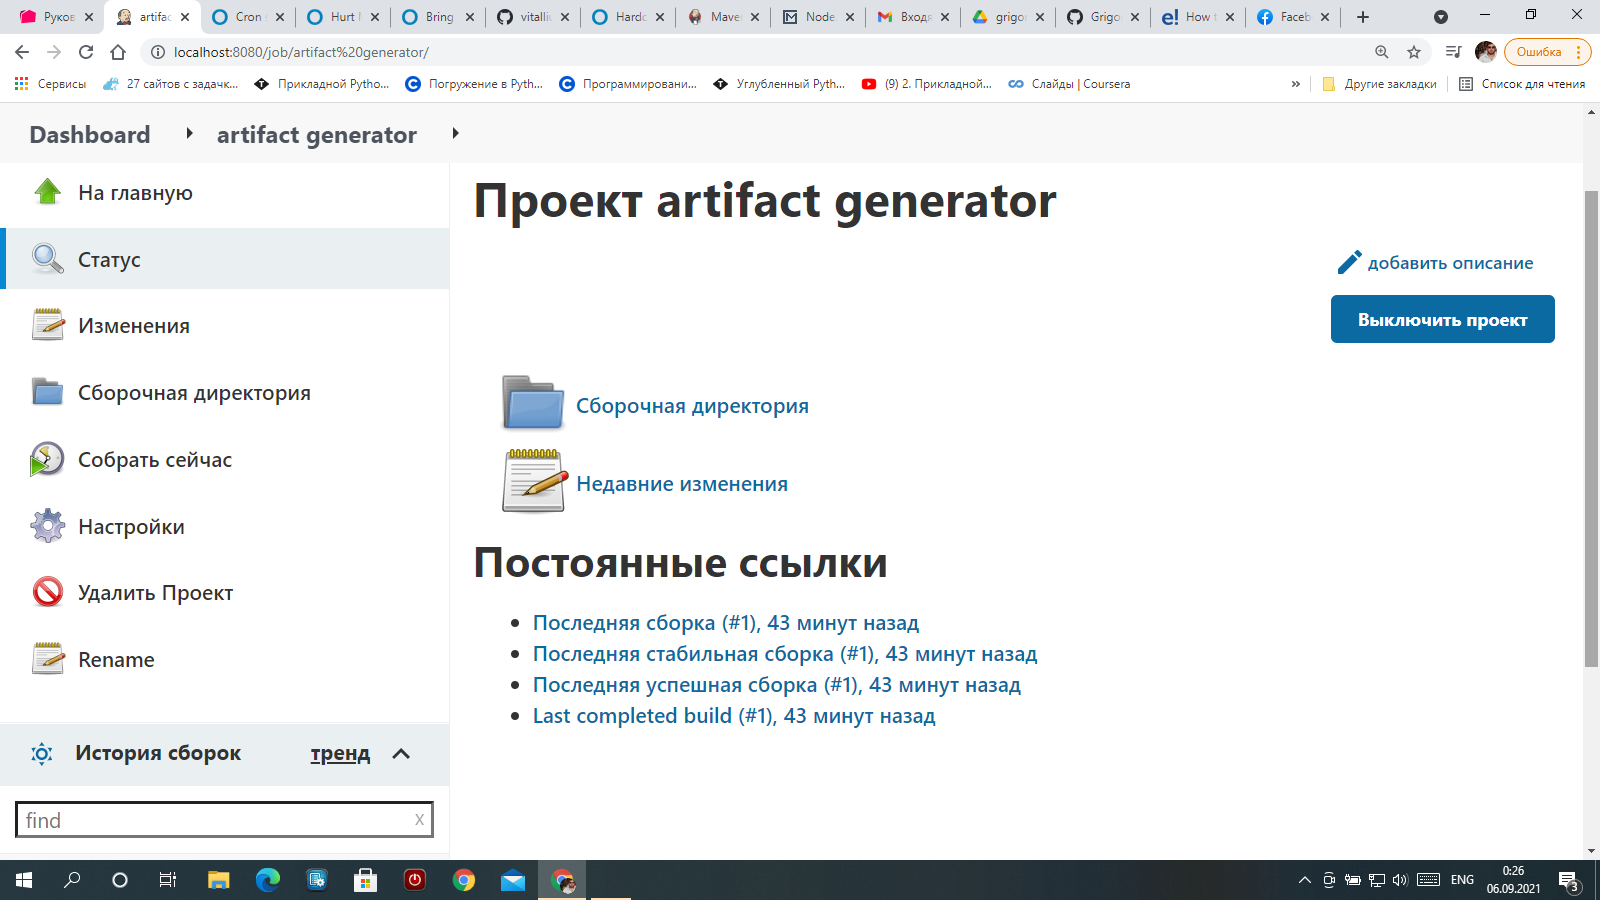 Руков
artifac
Cron
Hurt
Bring
vitalliu
Hardc
Maven
Node.
Входя
grigor
Grigor
e! How
Faceb
localhost:8080/job/artifact%20generator/
Ошибка
Сервисы
27 сайтов с задачк...
Прикладной Pytho...
Погружение в Pyth...
Программировани...
Углубленный Pyth...
(9) 2. Прикладной...
Слайды | Coursera
»
Другие закладки
Список для чтения
Dashboard
artifact generator
На главную
Статус
Изменения
Сборочная директория
Собрать сейчас
Настройки
Удалить Проект
Rename
История сборок
тренд
find
X
Проект artifact generator
добавить описание
Выключить проект
Сборочная директория
Недавние изменения
Постоянные ссылки
Последняя сборка (#1), 43 минут назад
Последняя стабильная сборка (#1), 43 минут назад
Последняя успешная сборка (#1), 43 минут назад
Last completed build (#1), 43 минут назад
ENG
0:26
06.09.2021
3